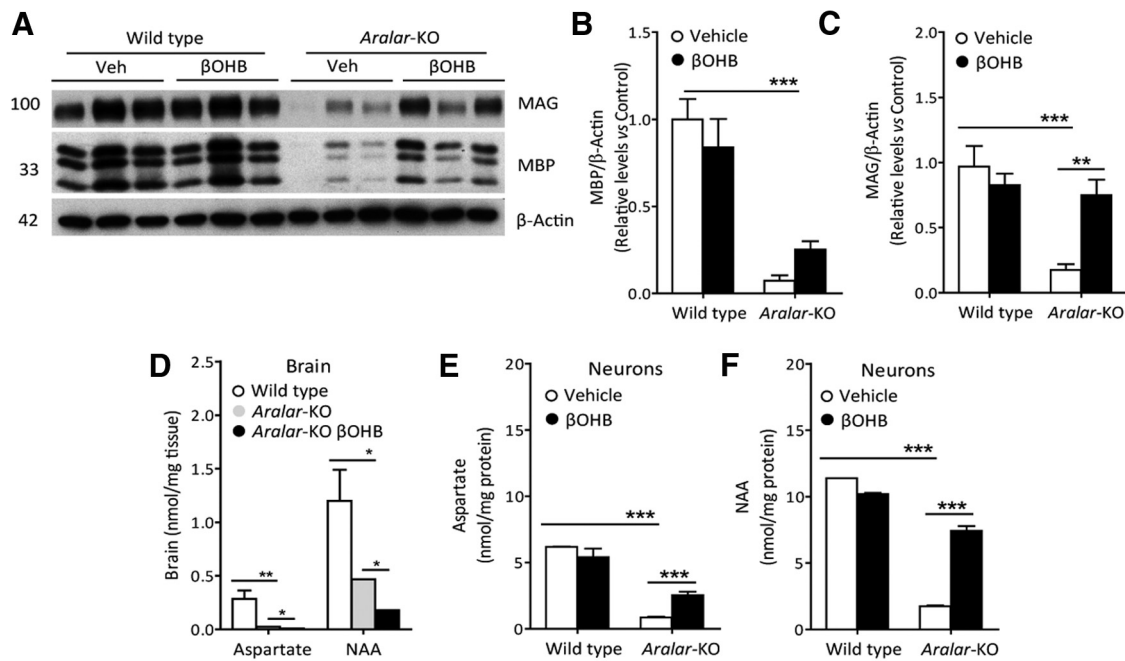 A
Wild type
Aralar-KO
Veh
βOHB
Veh
βOHB
100
MAG
33
MBP
42
β-Actin
B
Vehicle
βOHB
MBP/β-Actin
(Relative levels vs Control)
1.5
1.0
0.5
0.0
***
Wild type
Aralar-KO
C
Vehicle
βOHB
MAG/β-Actin
(Relative levels vs Control)
2.0
1.5
1.0
0.5
0.0
***
**
Wild type
Aralar-KO
D
Brain
Wild type
Aralar-KO
Aralar-KO βOHB
Brain (nmol/mg tissue)
2.5
2.0
1.5
1.0
0.5
0.0
**
*
*
*
Aspartate
NAA
E
Neurons
Vehicle
βOHB
Aspartate
(nmol/mg protein)
20
15
10
5
0
***
***
Wild type
Aralar-KO
F
Neurons
Vehicle
βOHB
NAA
(nmol/mg protein)
20
15
10
5
0
***
***
Wild type
Aralar-KO